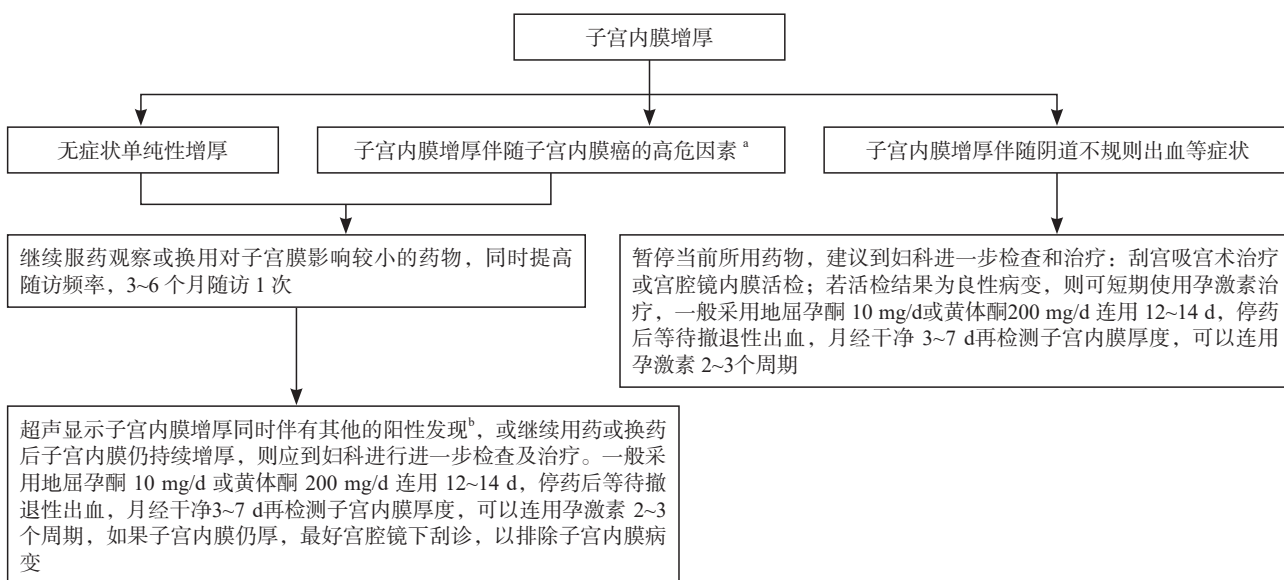 子宫内膜增厚
无症状单纯性增厚
子宫内膜增厚伴随子宫内膜癌的高危因素 a
子宫内膜增厚伴随阴道不规则出血等症状
继续服药观察或换用对子宫膜影响较小的药物，同时提高
随访频率，3~6 个月随访 1 次
暂停当前所用药物，建议到妇科进一步检查和治疗：刮宫吸宫术治疗
或宫腔镜内膜活检；若活检结果为良性病变，则可短期使用孕激素治
疗，一般采用地屈孕酮 10 mg/d或黄体酮200 mg/d 连用 12~14 d，停药
后等待撤退性出血，月经干净 3~7 d再检测子宫内膜厚度，可以连用
孕激素 2~3个周期
超声显示子宫内膜增厚同时伴有其他的阳性发现b，或继续用药或换药
后子宫内膜仍持续增厚，则应到妇科进行进一步检查及治疗。一般采
用地屈孕酮 10 mg/d 或黄体酮 200 mg/d 连用 12~14 d，停药后等待撤
退性出血，月经干净3~7 d再检测子宫内膜厚度，可以连用孕激素 2~3
个周期，如果子宫内膜仍厚，最好宫腔镜下刮诊，以排除子宫内膜病
变